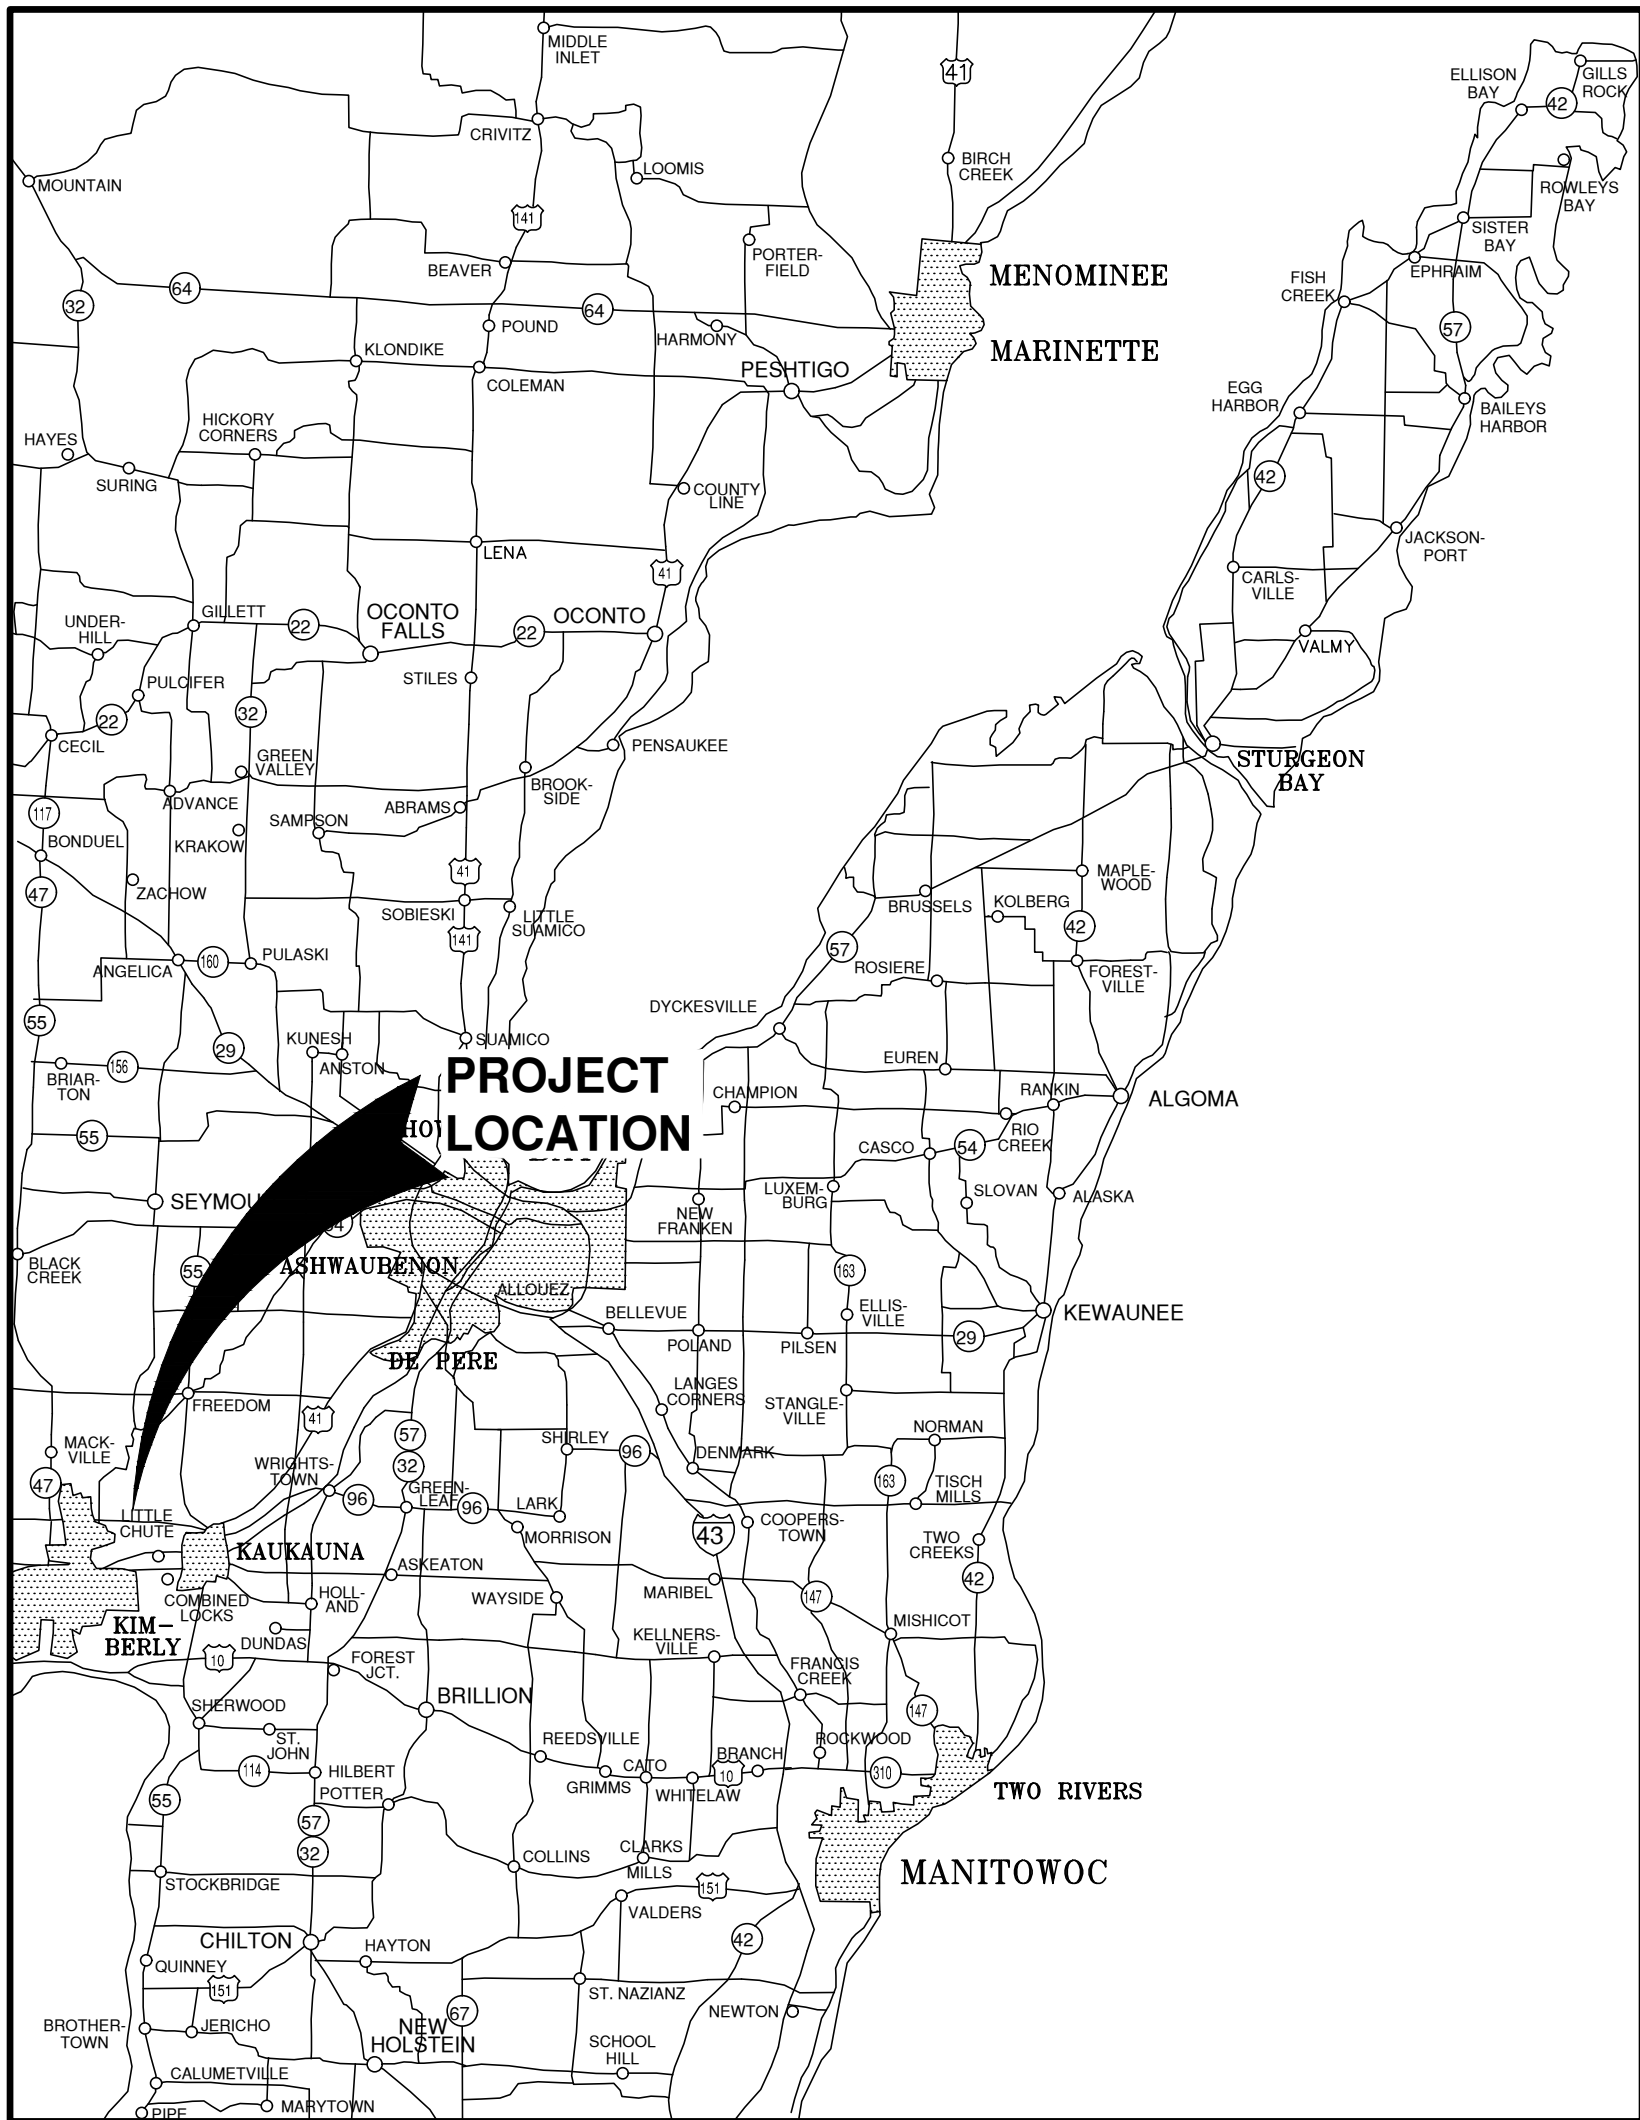 MIDDLE
INLET
41
ELLISON
BAY
GILLS
ROCK
42
CRIVITZ
BIRCH
CREEK
LOOMIS
MOUNTAIN
ROWLEYS
BAY
141
SISTER
BAY
PORTER-
FIELD
BEAVER
MENOMINEE
EPHRAIM
FISH
CREEK
64
32
64
POUND
HARMONY
57
KLONDIKE
MARINETTE
COLEMAN
PESHTIGO
EGG
HARBOR
BAILEYS
HARBOR
HICKORY
CORNERS
HAYES
SURING
42
COUNTY
LINE
LENA
JACKSON-
PORT
41
CARLS-
VILLE
GILLETT
22
OCONTO
FALLS
22
OCONTO
UNDER-
HILL
VALMY
PULCIFER
STILES
22
32
CECIL
PENSAUKEE
GREEN
VALLEY
STURGEON
BAY
BROOK-
SIDE
ADVANCE
ABRAMS
117
SAMPSON
BONDUEL
KRAKOW
41
MAPLE-
WOOD
47
ZACHOW
SOBIESKI
LITTLE
SUAMICO
BRUSSELS
KOLBERG
42
141
57
ANGELICA
160
PULASKI
ROSIERE
FOREST-
VILLE
DYCKESVILLE
55
29
KUNESH
SUAMICO
ANSTON
EUREN
156
BRIAR-
TON
PROJECT
LOCATION
CHAMPION
RANKIN
ALGOMA
55
RIO
CREEK
CASCO
54
LUXEM-
BURG
SLOVAN
ALASKA
NEW
FRANKEN
BLACK
CREEK
55
ASHWAUBENON
163
ALLOUEZ
BELLEVUE
ELLIS-
VILLE
KEWAUNEE
29
POLAND
PILSEN
DE PERE
LANGES
CORNERS
STANGLE-
VILLE
FREEDOM
41
57
NORMAN
MACK-
VILLE
SHIRLEY
96
DENMARK
32
WRIGHTS-
TOWN
47
163
TISCH
MILLS
96
GREEN-
LEAF
96
LARK
LITTLE
CHUTE
MORRISON
43
COOPERS-
TOWN
TWO
CREEKS
KAUKAUNA
ASKEATON
42
COMBINED
LOCKS
HOLL-
AND
WAYSIDE
MARIBEL
147
KIM-
BERLY
DUNDAS
MISHICOT
KELLNERS-
VILLE
10
FOREST
JCT.
FRANCIS
CREEK
BRILLION
SHERWOOD
147
ST.
JOHN
REEDSVILLE
ROCKWOOD
BRANCH
114
HILBERT
CATO
10
310
GRIMMS
WHITELAW
TWO RIVERS
POTTER
55
57
32
COLLINS
CLARKS
MILLS
MANITOWOC
STOCKBRIDGE
151
VALDERS
CHILTON
HAYTON
42
QUINNEY
151
ST. NAZIANZ
67
NEWTON
BROTHER-
TOWN
JERICHO
NEW
HOLSTEIN
SCHOOL
HILL
CALUMETVILLE
MARYTOWN
PIPE